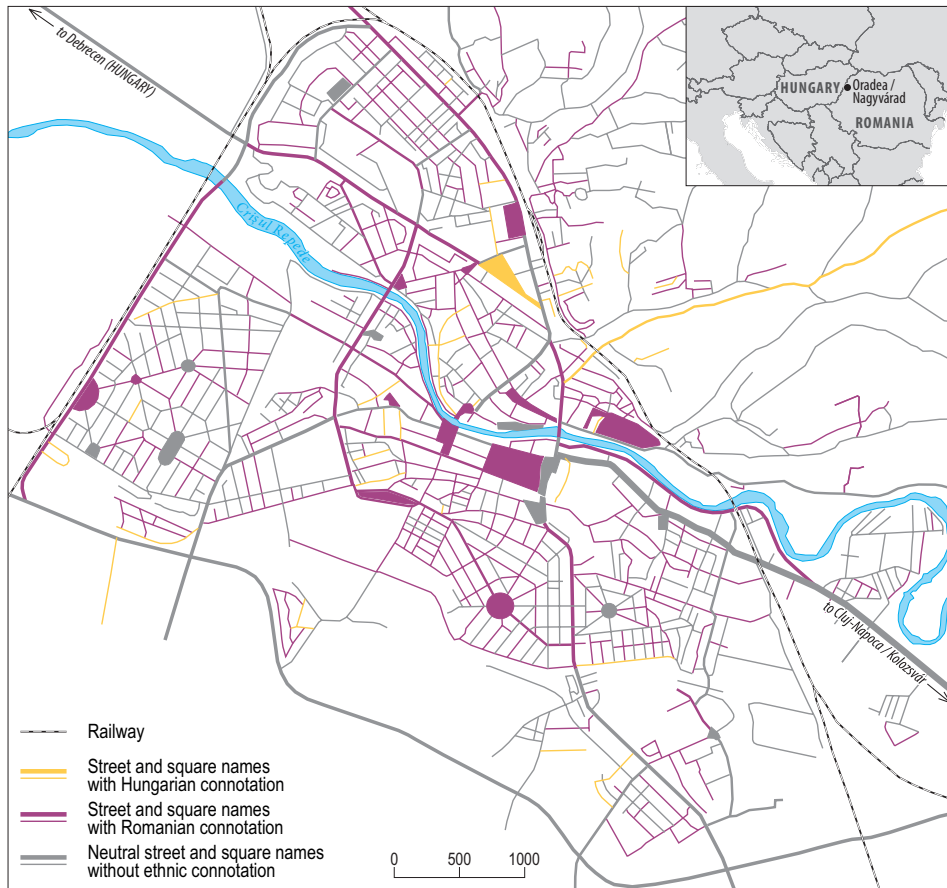 to Debrecen (HUNGARY)
HUNGARY
Oradea /
Nagyvárad
ROMANIA
Crişul Repede
to Cluj-Napoca / Kolozsvár
Railway
Street and square names
with Hungarian connotation
Street and square names
with Romanian connotation
Neutral street and square names
without ethnic connotation
0 500 1000